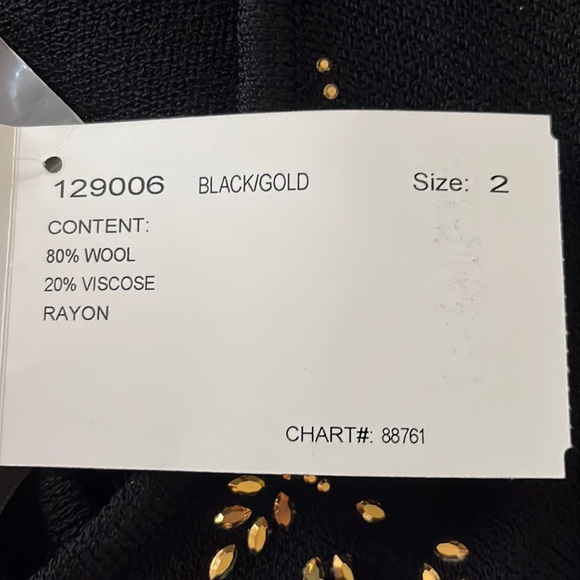 129006 BLACK/GOLD Size: 2
CONTENT:
80% WOOL
20% VISCOSE
RAYON
CHART#: 88761